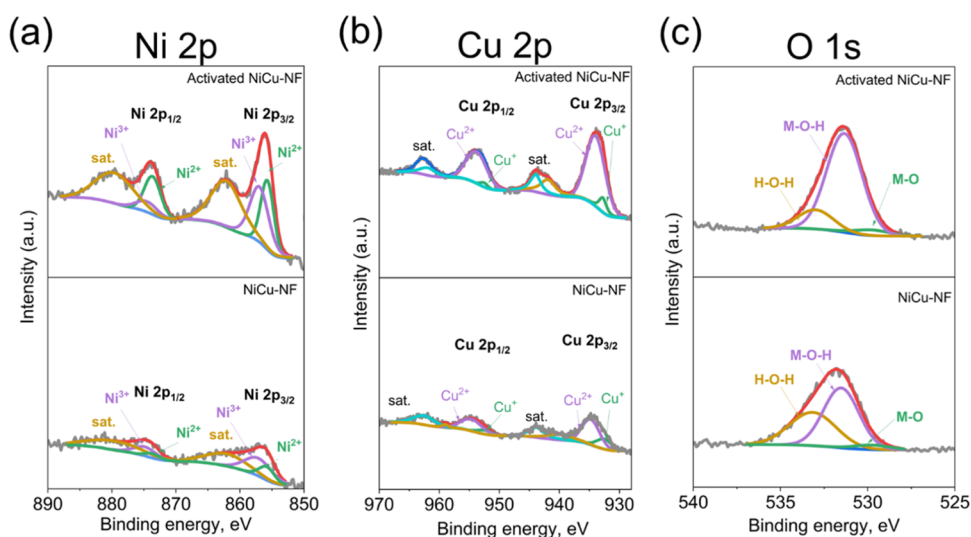 (a)
Ni 2p
Activated NiCu-NF
Ni 2p1/2
Ni 2p3/2
Ni3+
Ni3+
Ni2+
sat.
sat.
Ni2+
NiCu-NF
Ni 2p1/2
Ni 2p3/2
Ni3+
Ni3+
sat.
Ni2+
sat.
Ni2+
Intensity (a.u.)
890 880 870 860 850
Binding energy, eV
(b)
Cu 2p
Activated NiCu-NF
Cu 2p1/2
Cu 2p3/2
Cu2+
Cu2+
Cu+
sat.
Cu+
sat.
NiCu-NF
Cu 2p1/2
Cu 2p3/2
Cu2+
Cu2+
Cu+
sat.
Cu+
sat.
Intensity (a.u.)
970 960 950 940 930
Binding energy, eV
(c)
O 1s
Activated NiCu-NF
M-O-H
H-O-H
M-O
NiCu-NF
M-O-H
H-O-H
M-O
Intensity (a.u.)
540 535 530 525
Binding energy, eV